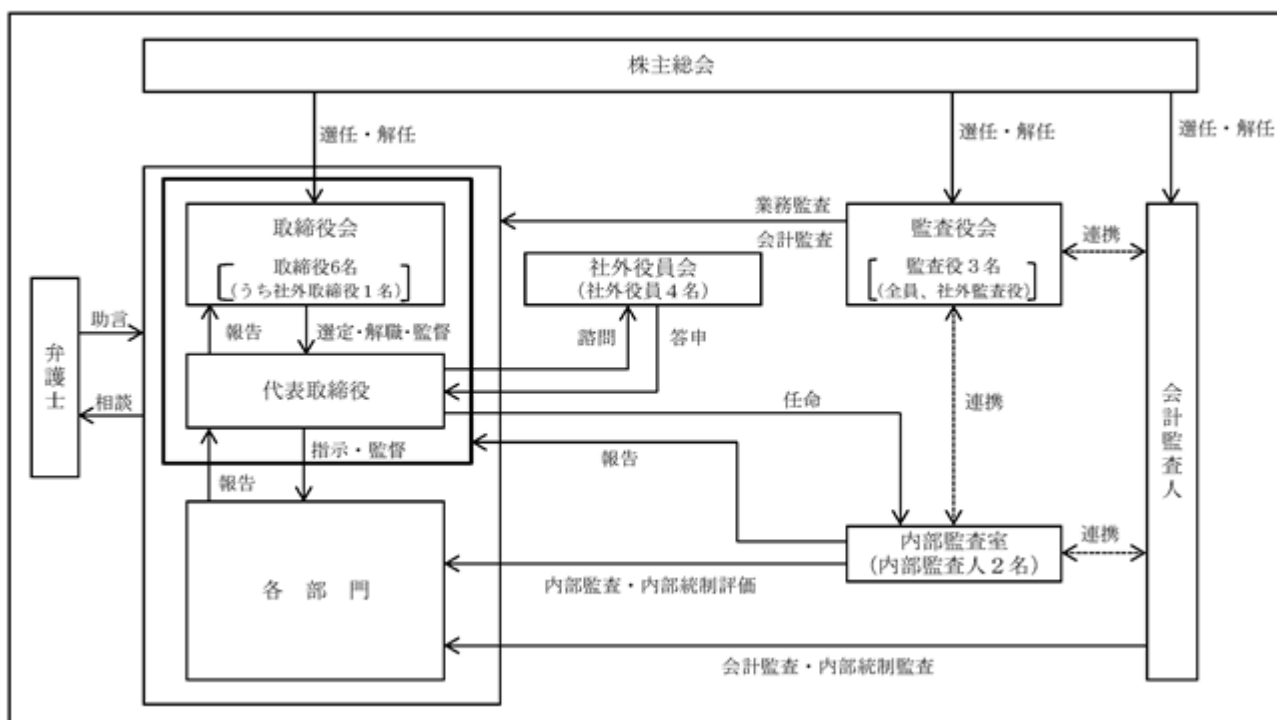 株主総会
選任・解任
選任・解任
選任・解任
取締役会
取締役6名
(うち社外取締役1名)
業務監査
会計監査
監査役会
監査役3名
(全員、社外監査役)
連携
社外役員会
(社外役員4名)
弁護士
助言
相談
報告
選定・解職・監督
諮問
答申
代表取締役
任命
連携
会計監査人
指示・監督
報告
報告
各部門
内部監査室
(内部監査人2名)
連携
内部監査・内部統制評価
会計監査・内部統制監査